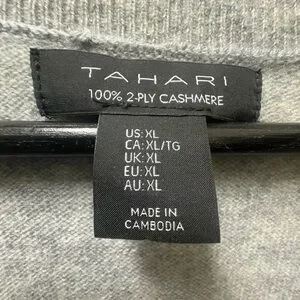 TAHARI
100% 2-PLY CASHMERE
US: XL
CA: XL/TG
UK: XL
EU: XL
AU: XL
MADE IN
CAMBODIA